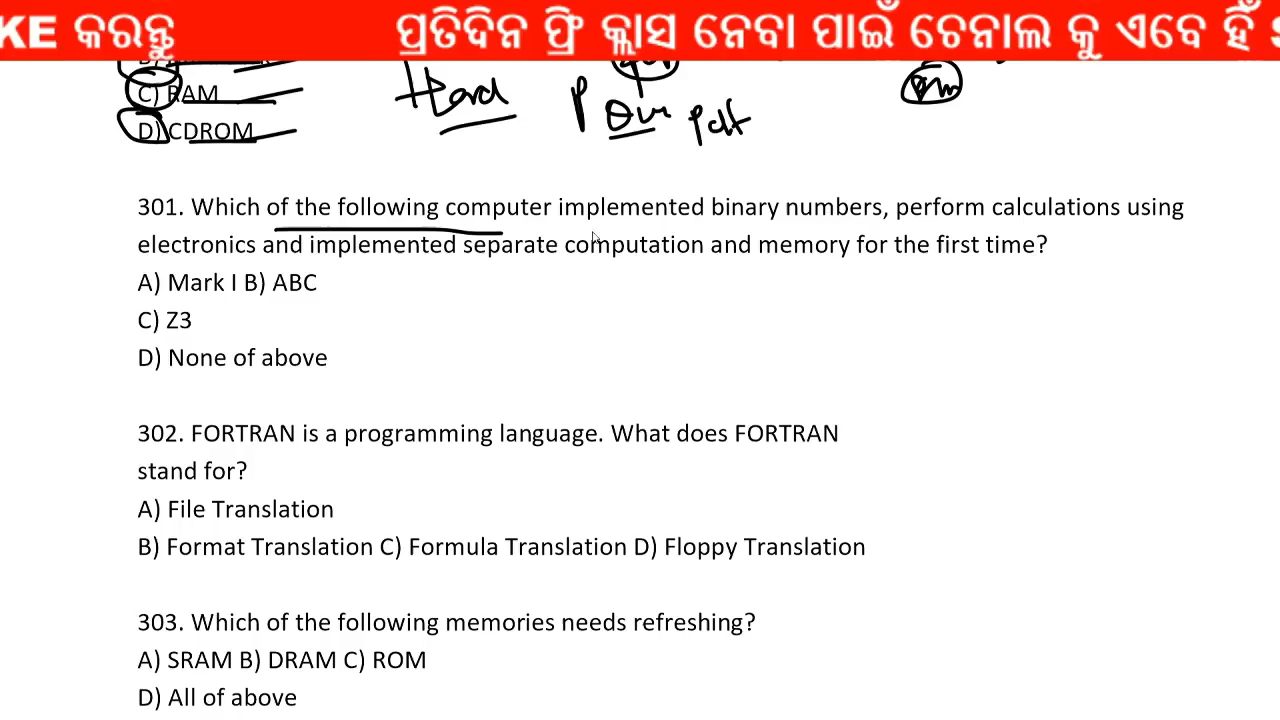 KE କରନ୍ତୁ ପ୍ରତିଦିନ ଫ୍ରି କ୍ଲାସ ନେବା ପାଇଁ ଚେନାଲ କୁ ଏବେ ହିଁ
C) RAM
D) CDROM
Hard
301. Which of the following computer implemented binary numbers, perform calculations using
electronics and implemented separate computation and memory for the first time?
A) Mark I B) ABC
C) Z3
D) None of above
302. FORTRAN is a programming language. What does FORTRAN
stand for?
A) File Translation
B) Format Translation C) Formula Translation D) Floppy Translation
303. Which of the following memories needs refreshing?
A) SRAM B) DRAM C) ROM
D) All of above